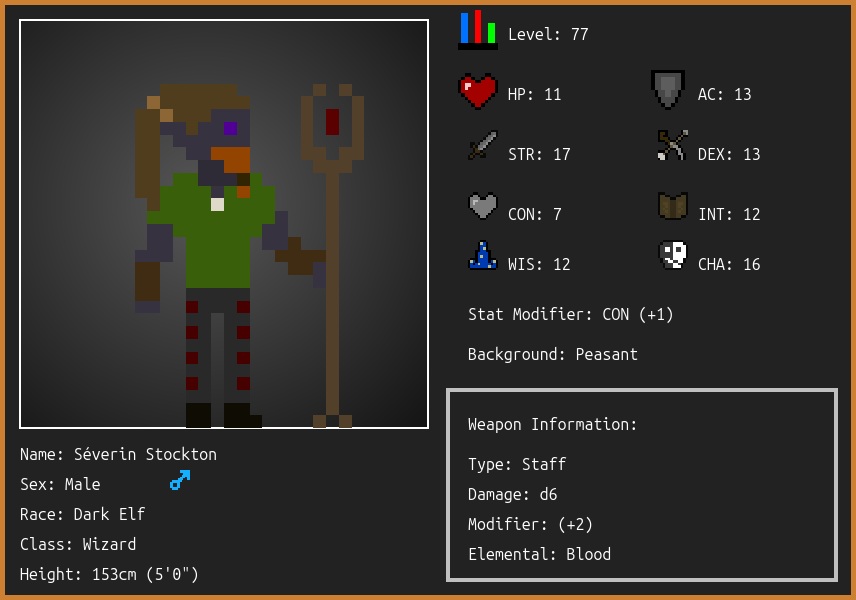 Level: 77
HP: 11
AC: 13
STR: 17
DEX: 13
CON: 7
INT: 12
WIS: 12
CHA: 16
Stat Modifier: CON (+1)
Background: Peasant
Weapon Information:
Type: Staff
Damage: d6
Modifier: (+2)
Elemental: Blood
Name: Séverin Stockton
Sex: Male
Race: Dark Elf
Class: Wizard
Height: 153cm (5'0")